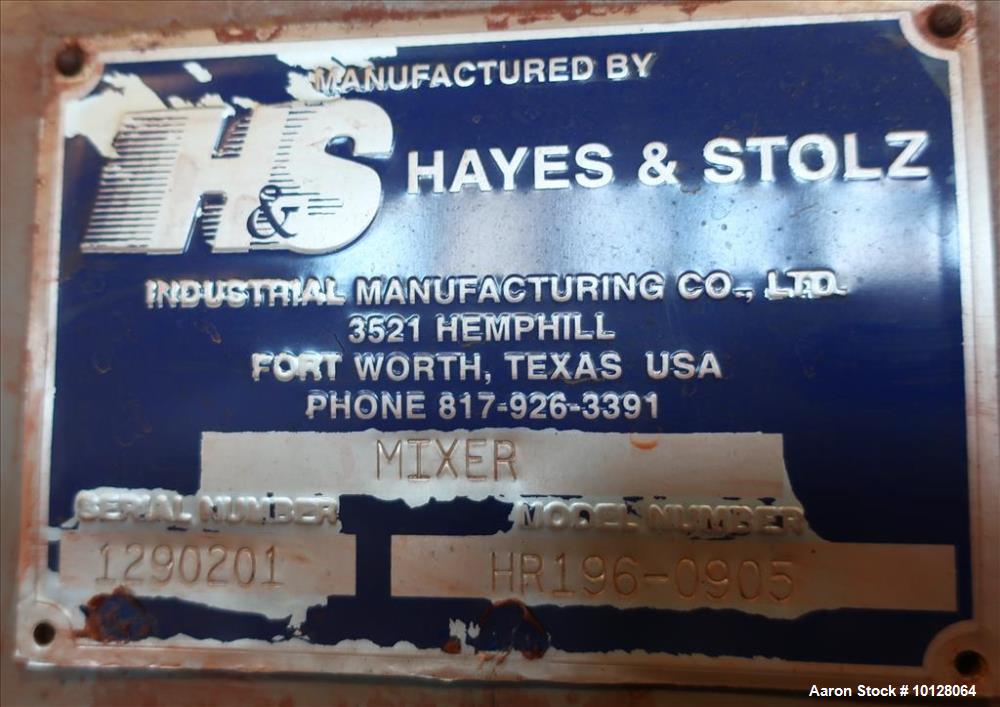 MANUFACTURED BY
H&S HAYES & STOLZ
INDUSTRIAL MANUFACTURING CO., LTD.
3521 HEMPHILL
FORT WORTH, TEXAS USA
PHONE 817-926-3391
MIXER
SERIAL NUMBER MODEL NUMBER
1290201 HR196-0905
Aaron Stock # 10128064